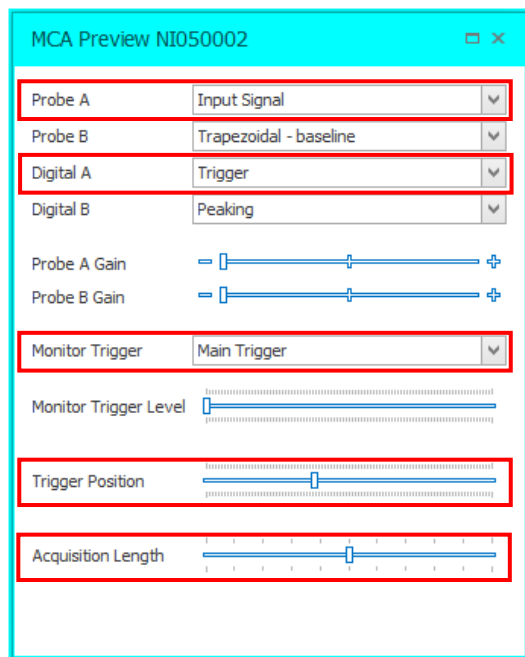 MCA Preview NI050002
Probe A Input Signal
Probe B Trapezoidal - baseline
Digital A Trigger
Digital B Peaking
Probe A Gain
Probe B Gain
Monitor Trigger Main Trigger
Monitor Trigger Level
Trigger Position
Acquisition Length